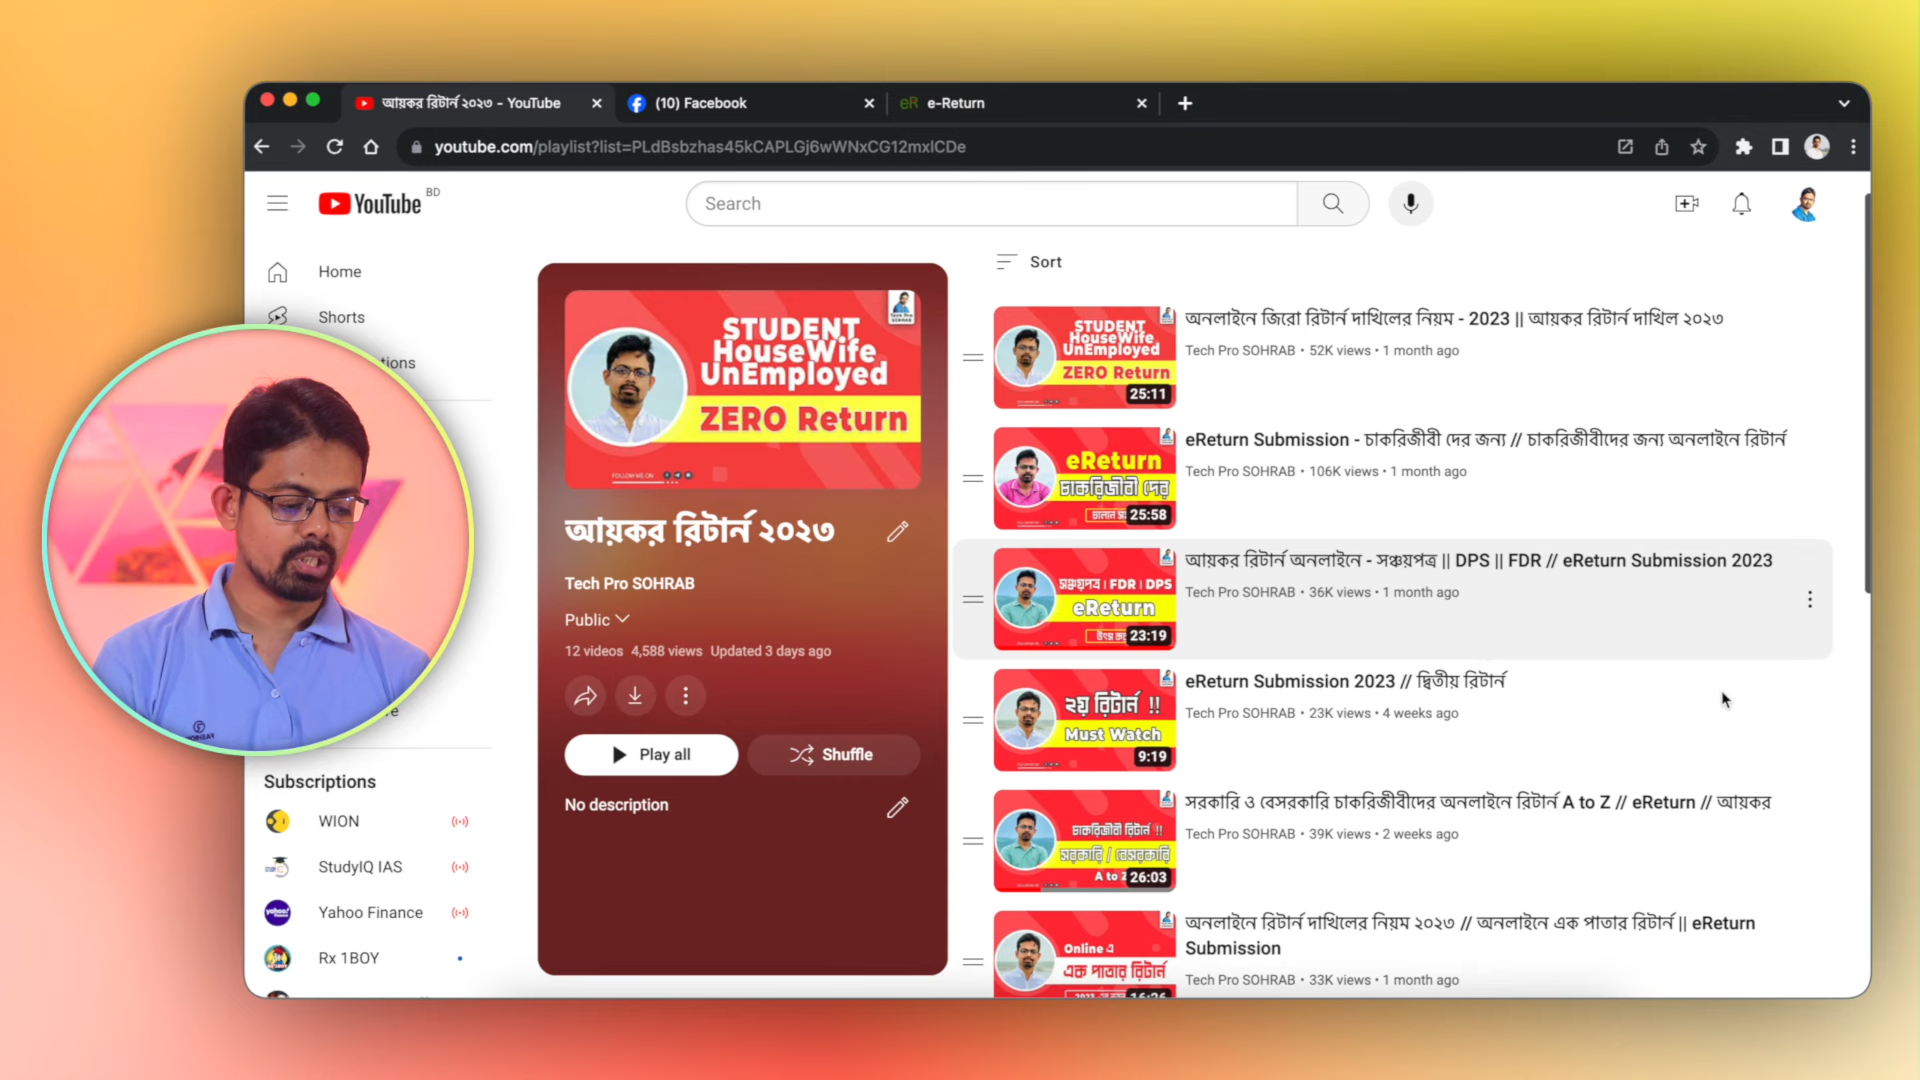 আয়কর রিটার্ন ২০২৩ - YouTube
(10) Facebook
eR e-Return
youtube.com/playlist?list=PLdBsbzhas45kCAPLGj6wWNxCG12mxlCDe
YouTube BD
Search
Home
Shorts
tions
Subscriptions
WION
StudyIQ IAS
Yahoo Finance
Rx 1BOY
STUDENT
HouseWife
UnEmployed
ZERO Return
FOLLOW WE ON
আয়কর রিটার্ন ২০২৩
Tech Pro SOHRAB
Public
12 videos 4,588 views Updated 3 days ago
Play all
Shuffle
No description
Sort
STUDENT
HouseWife
UnEmployed
ZERO Return
25:11
অনলাইনে জিরো রিটার্ন দাখিলের নিয়ম - 2023 || আয়কর রিটার্ন দাখিল ২০২৩
Tech Pro SOHRAB • 52K views • 1 month ago
eReturn
চাকরিজীবী দের
25:58
eReturn Submission - চাকরিজীবী দের জন্য // চাকরিজীবীদের জন্য অনলাইনে রিটার্ন
Tech Pro SOHRAB • 106K views • 1 month ago
সঞ্চয়পত্র | FDR | DPS
eReturn
23:19
আয়কর রিটার্ন অনলাইনে - সঞ্চয়পত্র || DPS || FDR // eReturn Submission 2023
Tech Pro SOHRAB • 36K views • 1 month ago
২য় রিটার্ন !!
Must Watch
9:19
eReturn Submission 2023 // দ্বিতীয় রিটার্ন
Tech Pro SOHRAB • 23K views • 4 weeks ago
চাকরিজীবী রিটার্ন !!
সরকারি / বেসরকারি
A to Z
26:03
সরকারি ও বেসরকারি চাকরিজীবীদের অনলাইনে রিটার্ন A to Z // eReturn // আয়কর
Tech Pro SOHRAB • 39K views • 2 weeks ago
Online এ
এক পাতার রিটার্ন
16:26
অনলাইনে রিটার্ন দাখিলের নিয়ম ২০২৩ // অনলাইনে এক পাতার রিটার্ন || eReturn
Submission
Tech Pro SOHRAB • 33K views • 1 month ago